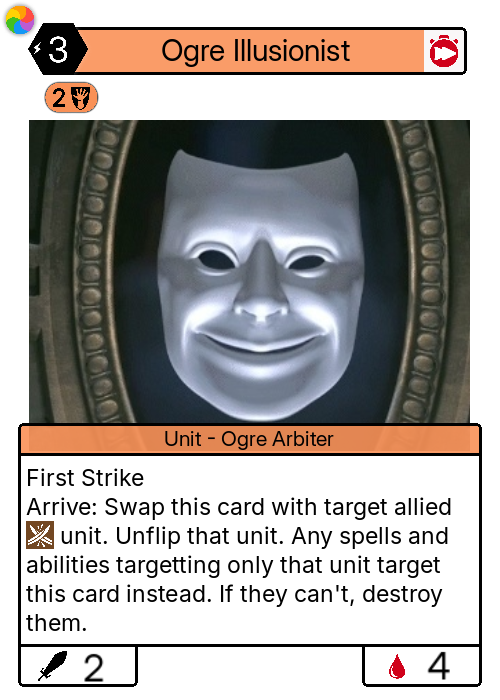 3
Ogre Illusionist
2
Unit - Ogre Arbiter
First Strike
Arrive: Swap this card with target allied
unit. Unflip that unit. Any spells and
abilities targetting only that unit target
this card instead. If they can't, destroy
them.
2
4